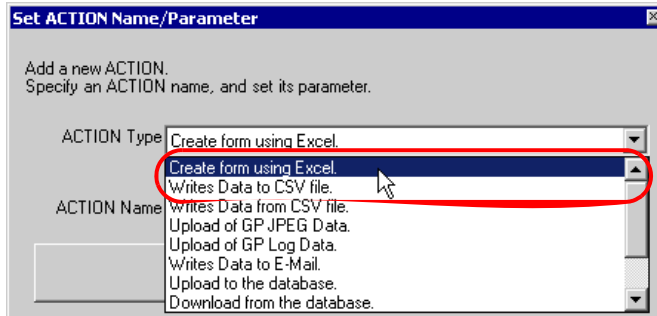 Set ACTION Name/Parameter
Add a new ACTION.
Specify an ACTION name, and set its parameter.
ACTION Type Create form using Excel.
Create form using Excel.
Writes Data to CSV file.
ACTION Name Writes Data from CSV file.
Upload of GP JPEG Data.
Upload of GP Log Data.
Writes Data to E-Mail.
Upload to the database.
Download from the database.